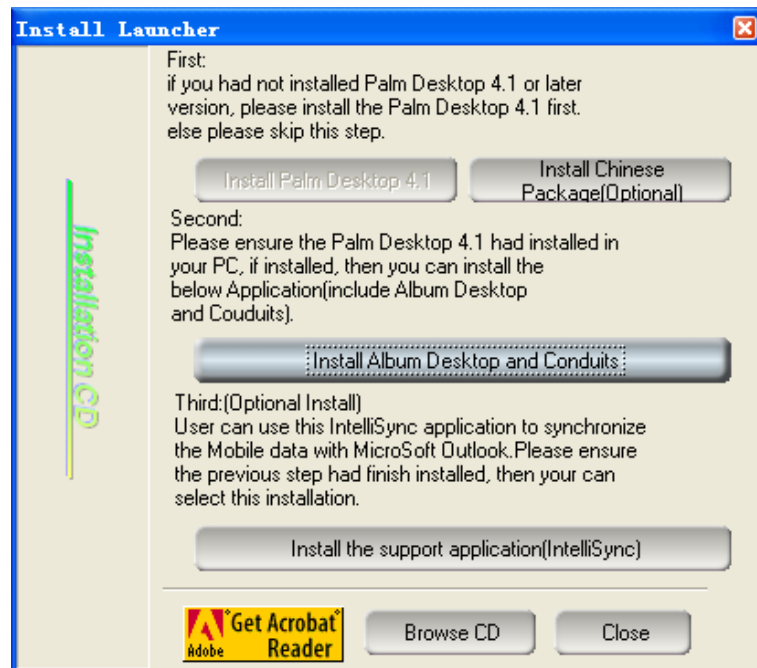 Install Launcher
First:
if you had not installed Palm Desktop 4.1 or later
version, please install the Palm Desktop 4.1 first.
else please skip this step.
Install Palm Desktop 4.1
Install Chinese
Package(Optional)
Second:
Please ensure the Palm Desktop 4.1 had installed in
your PC, if installed, then you can install the
below Application(include Album Desktop
and Couduits).
Install Album Desktop and Conduits
Third:(Optional Install)
User can use this IntelliSync application to synchronize
the Mobile data with MicroSoft Outlook.Please ensure
the previous step had finish installed, then your can
select this installation.
Install the support application(IntelliSync)
Installation CD
Adobe
Get Acrobat
Reader
Browse CD
Close